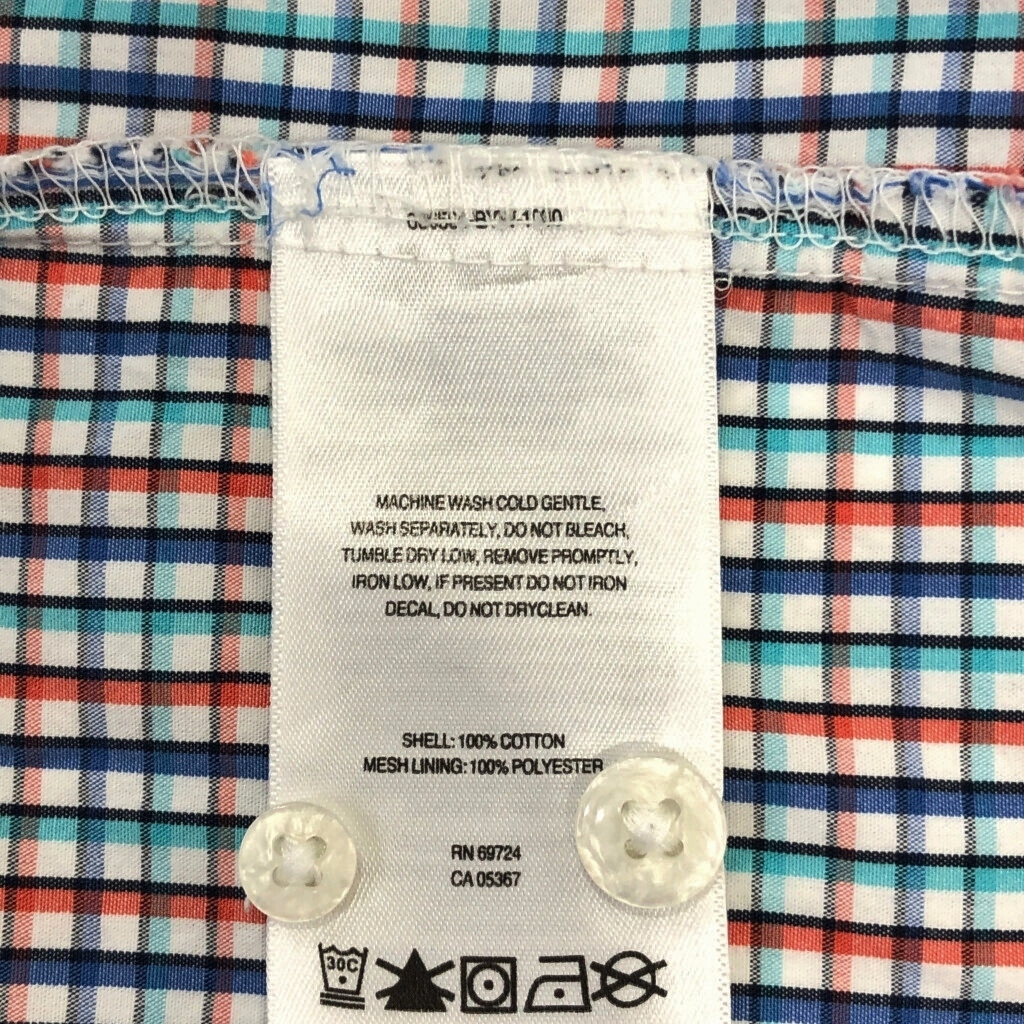 MACHINE WASH COLD GENTLE,
WASH SEPARATELY, DO NOT BLEACH,
TUMBLE DRY LOW, REMOVE PROMPTLY,
IRON LOW, IF PRESENT DO NOT IRON
DECAL, DO NOT DRYCLEAN.
SHELL: 100% COTTON
MESH LINING: 100% POLYESTER
RN 69724
CA 05367
30C